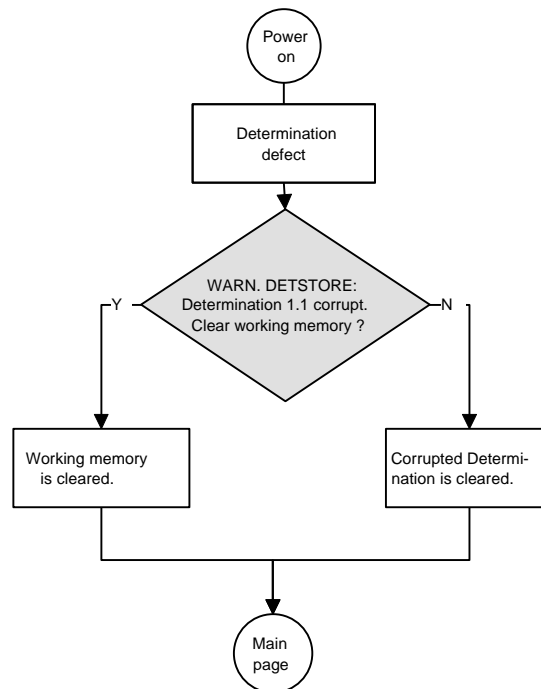 Power
on
Determination
defect
WARN. DETSTORE:
Determination 1.1 corrupt.
Clear working memory ?
Y
N
Working memory
is cleared.
Corrupted Determi-
nation is cleared.
Main
page